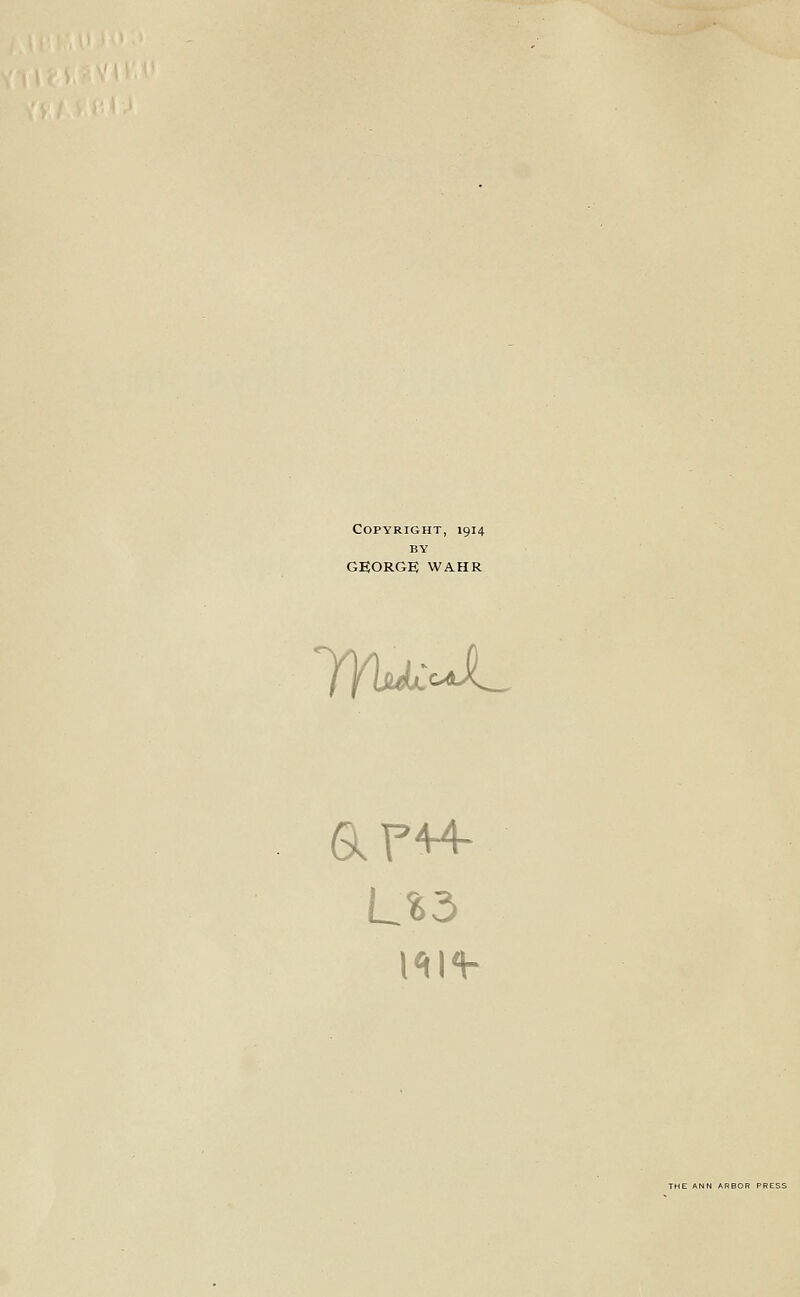 COPYRIGHT, 1914
BY
GEORGE WAHR
Medical
QP44
L83
1914
THE ANN ARBOR PRESS